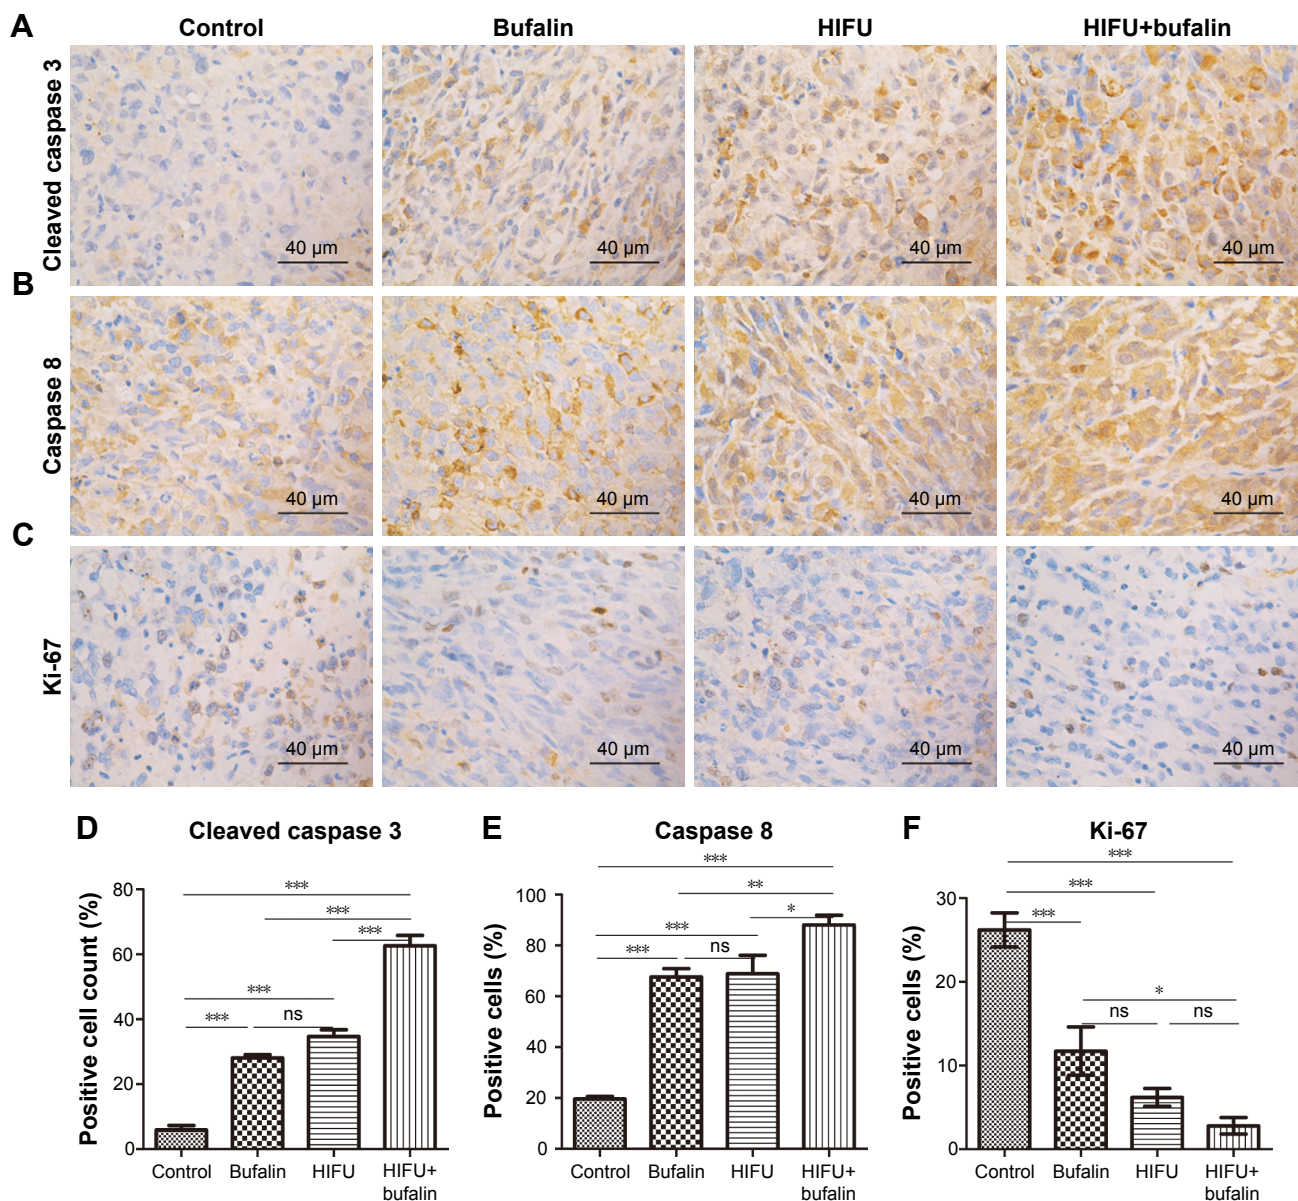 A
Control
Bufalin
HIFU
HIFU+bufalin
Cleaved caspase 3
40 µm
40 µm
40 µm
40 µm
B
Caspase 8
40 µm
40 µm
40 µm
40 µm
C
Ki-67
40 µm
40 µm
40 µm
40 µm
D
Cleaved caspase 3
Positive cell count (%)
80
60
40
20
0
***
***
***
***
***
ns
Control
Bufalin
HIFU
HIFU+
bufalin
E
Caspase 8
Positive cells (%)
100
80
60
40
20
0
***
**
*
***
***
ns
Control
Bufalin
HIFU
HIFU+
bufalin
F
Ki-67
Positive cells (%)
30
20
10
0
***
***
***
*
ns
ns
Control
Bufalin
HIFU
HIFU+
bufalin